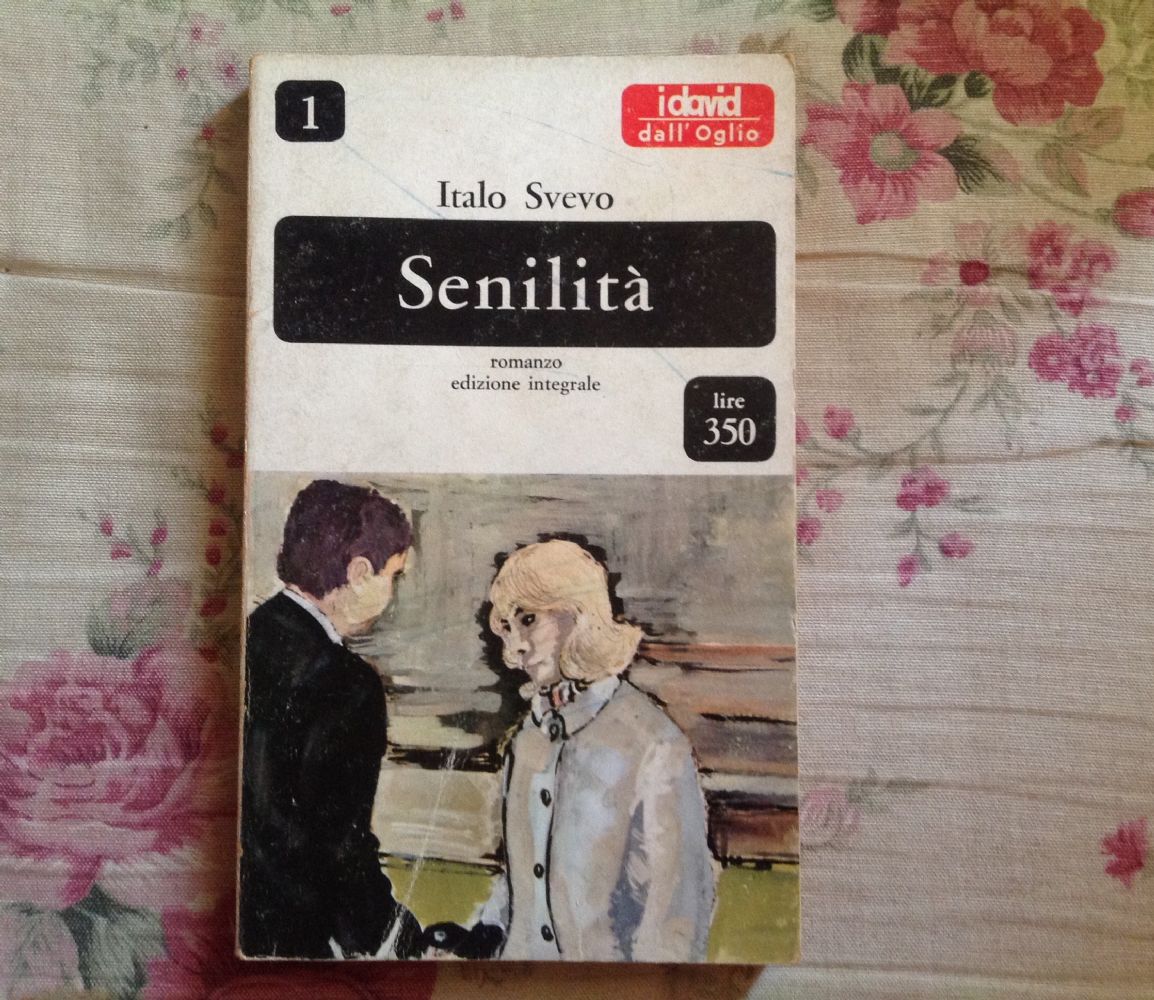 1
i david
dall'Oglio
Italo Svevo
Senilità
romanzo
edizione integrale
lire
350